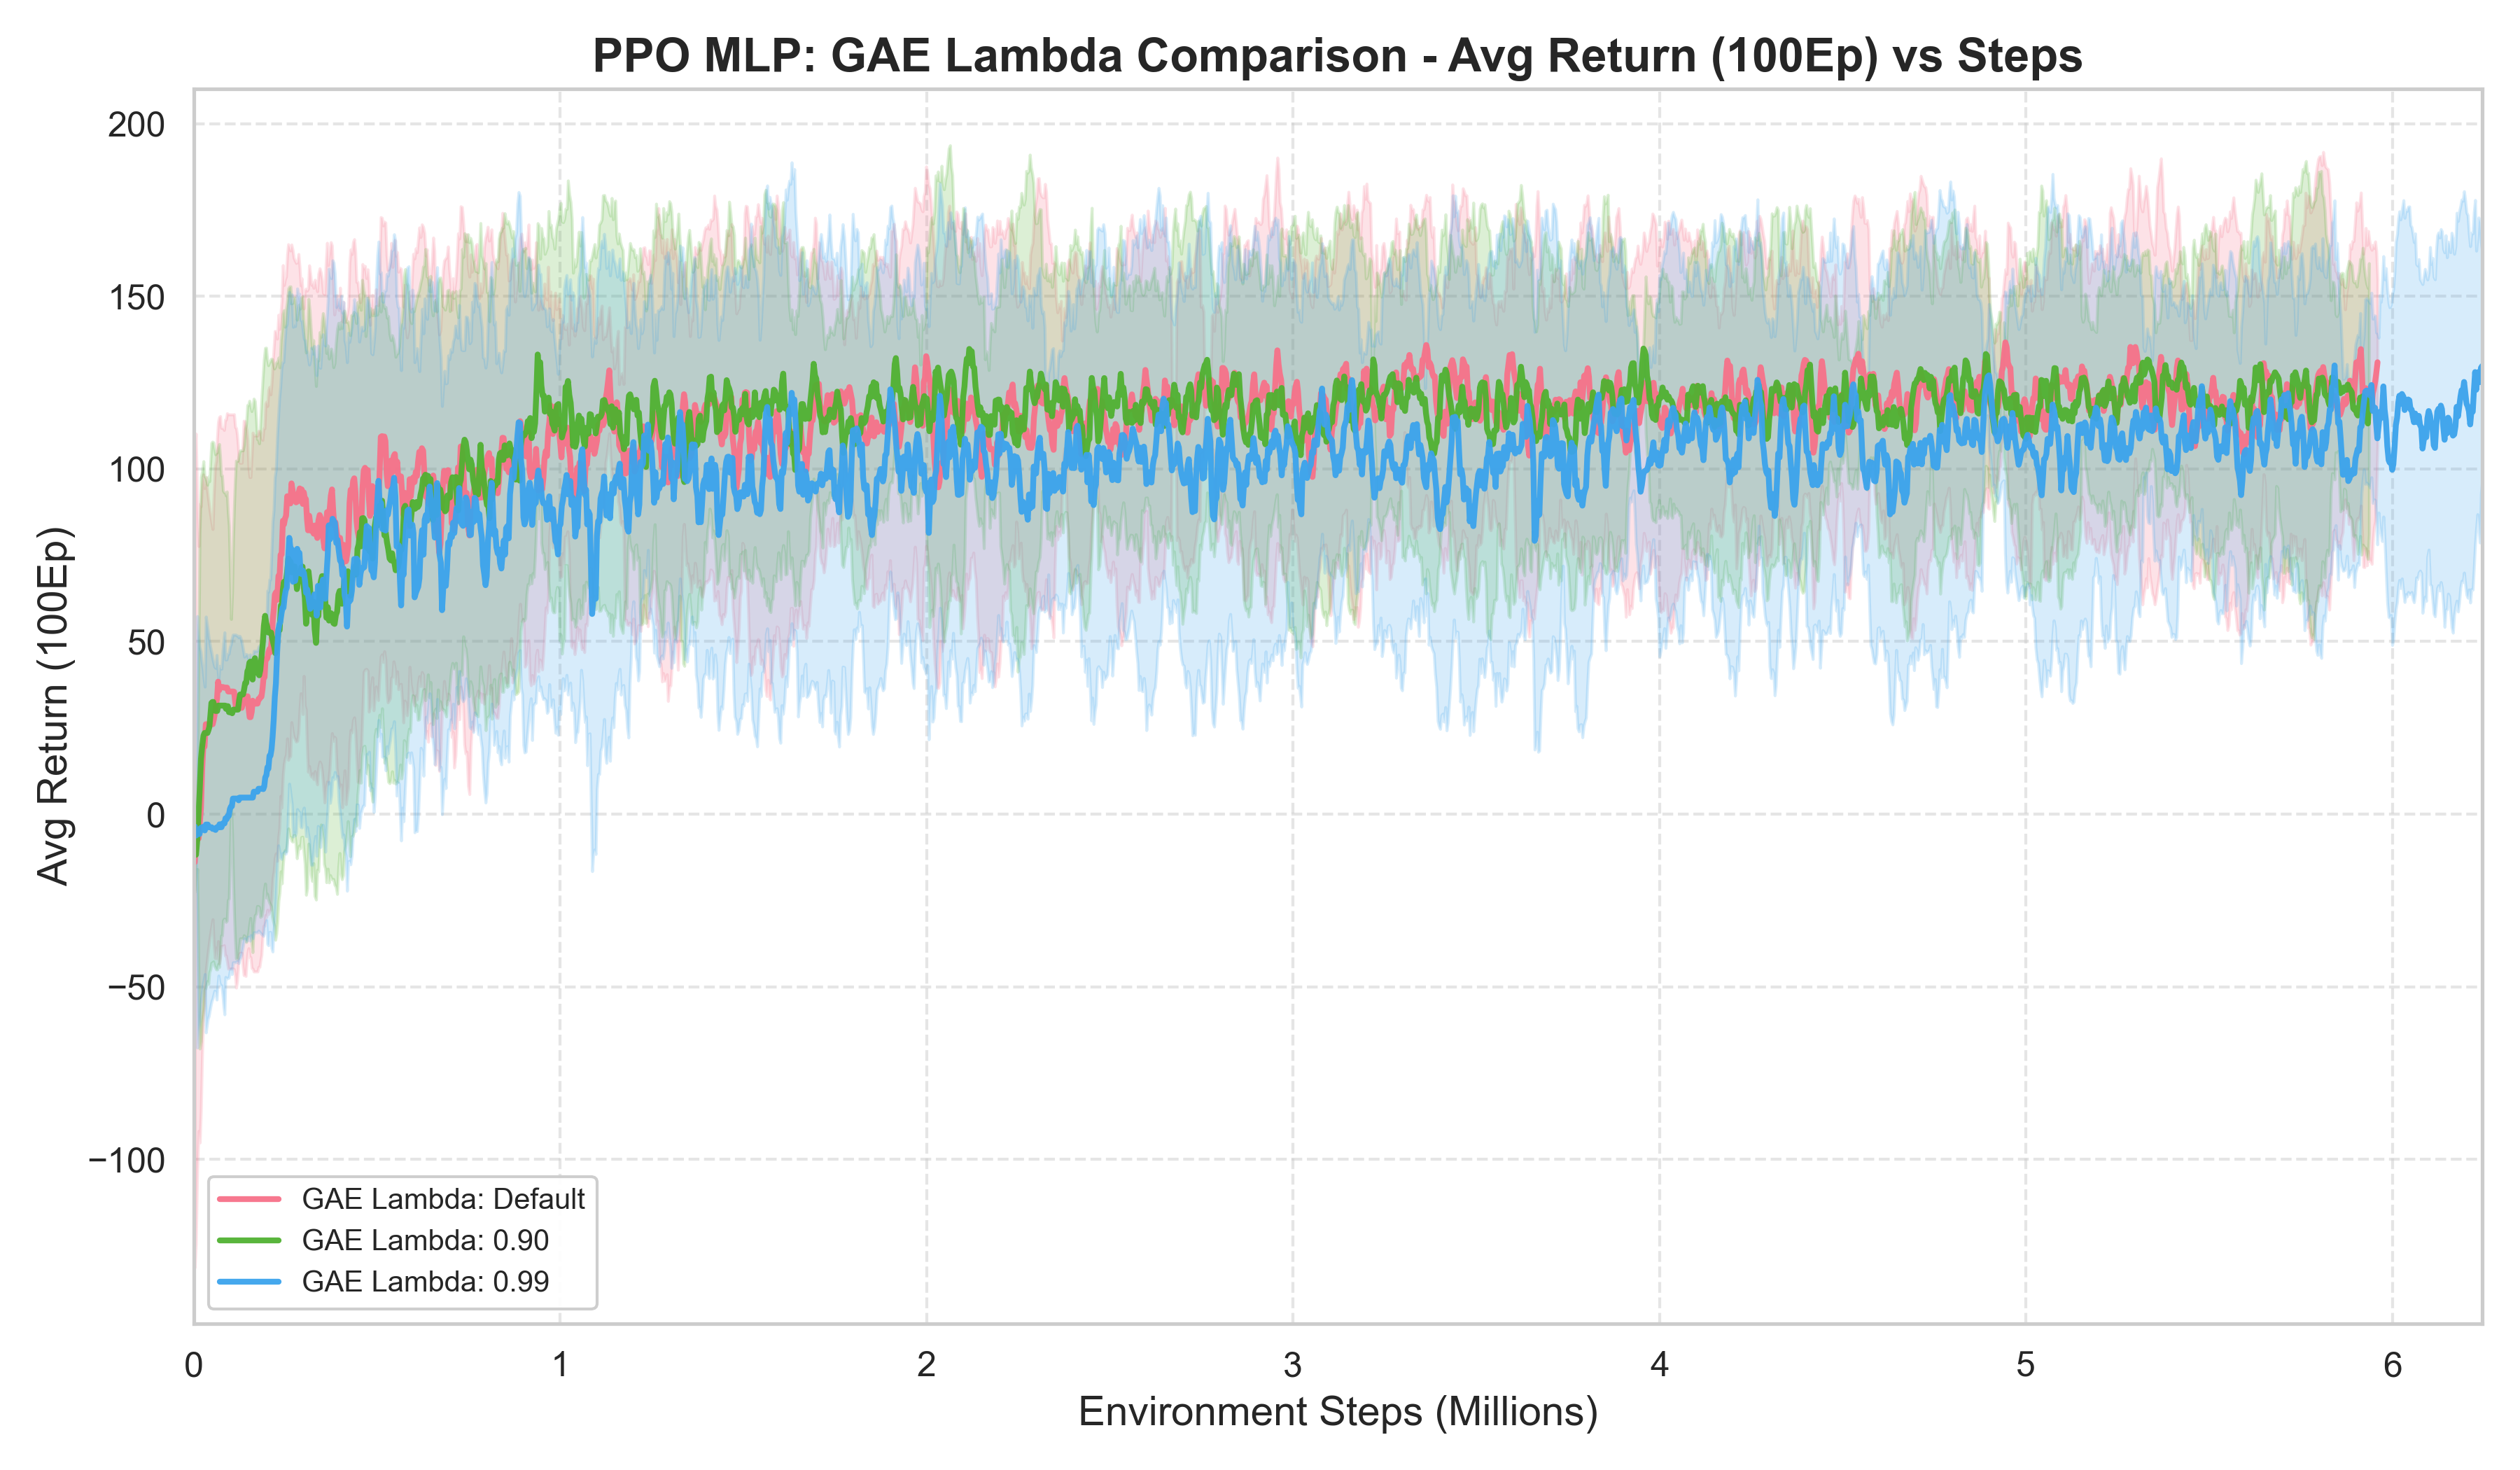 PPO MLP: GAE Lambda Comparison - Avg Return (100Ep) vs Steps
Avg Return (100Ep)
200
150
100
50
0
−50
−100
GAE Lambda: Default
GAE Lambda: 0.90
GAE Lambda: 0.99
0 1 2 3 4 5 6
Environment Steps (Millions)